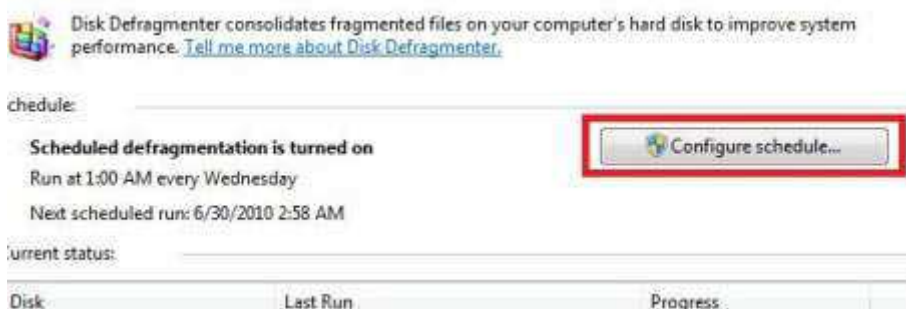 Disk Defragmenter consolidates fragmented files on your computer's hard disk to improve system
performance. Tell me more about Disk Defragmenter.
chedule:
Scheduled defragmentation is turned on
Configure schedule...
Run at 1:00 AM every Wednesday
Next scheduled run: 6/30/2010 2:58 AM
urrent status:
Disk Last Run Progress